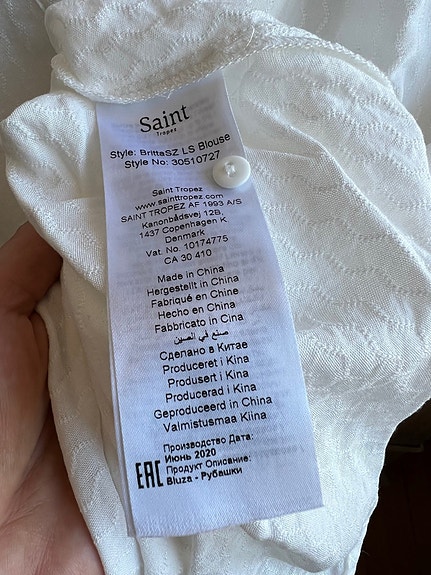 Saint
Tropez
Style: BrittaSZ LS Blouse
Style No: 30510727
Saint Tropez
www.sainttropez.com
SAINT TROPEZ AF 1993 A/S
Kanonbådsvej 12B,
1437 Copenhagen K
Denmark
Vat. No. 10174775
CA 30 410
Made in China
Hergestellt in China
Fabriqué en Chine
Hecho en China
Fabbricato in Cina
صنع في الصين
Сделано в Китае
Produceret i Kina
Produsert i Kina
Producerad i Kina
Geproduceerd in China
Valmistusmaa Kiina
EAC
Производство Дата:
Июнь 2020
Продукт Описание:
Bluza - Рубашки